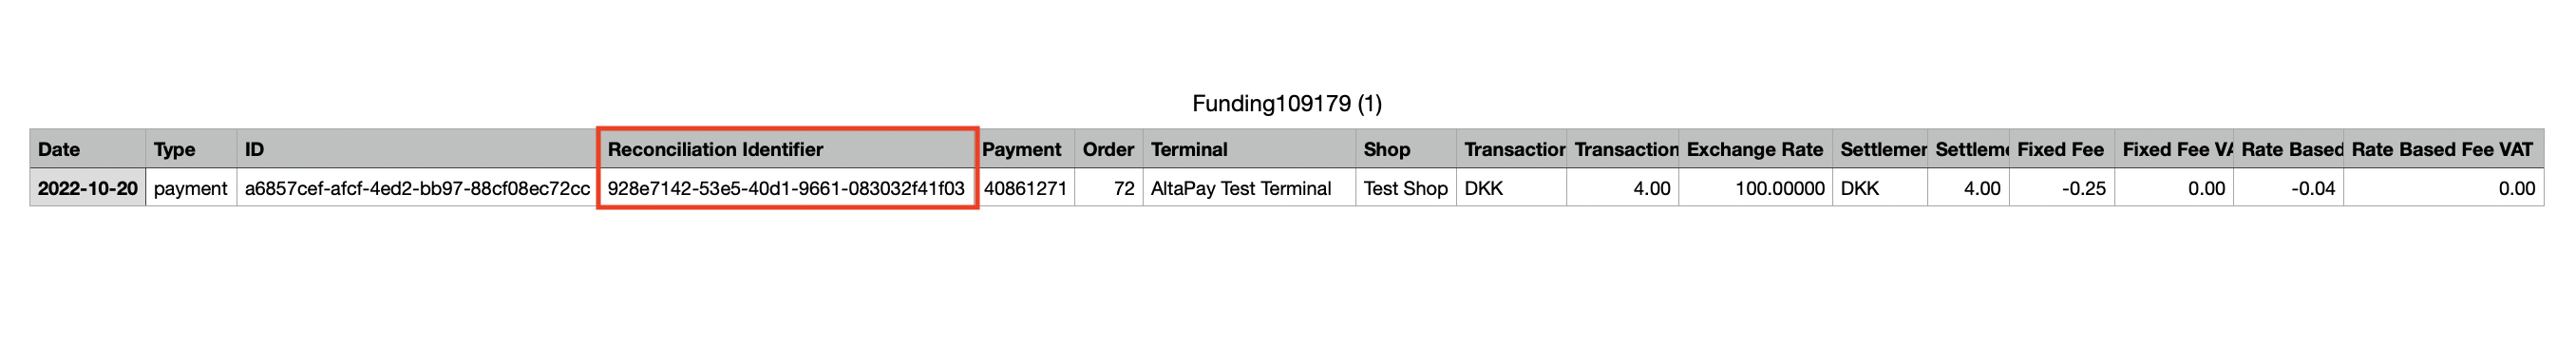 Funding109179 (1)
Date Type ID Reconciliation Identifier Payment Order Terminal Shop Transaction Transaction Exchange Rate Settlemer Settleme Fixed Fee Fixed Fee VA Rate Based Rate Based Fee VAT
2022-10-20 payment a6857cef-afcf-4ed2-bb97-88cf08ec72cc 928e7142-53e5-40d1-9661-083032f41f03 40861271 72 AltaPay Test Terminal Test Shop DKK 4.00 100.00000 DKK 4.00 -0.25 0.00 -0.04 0.00